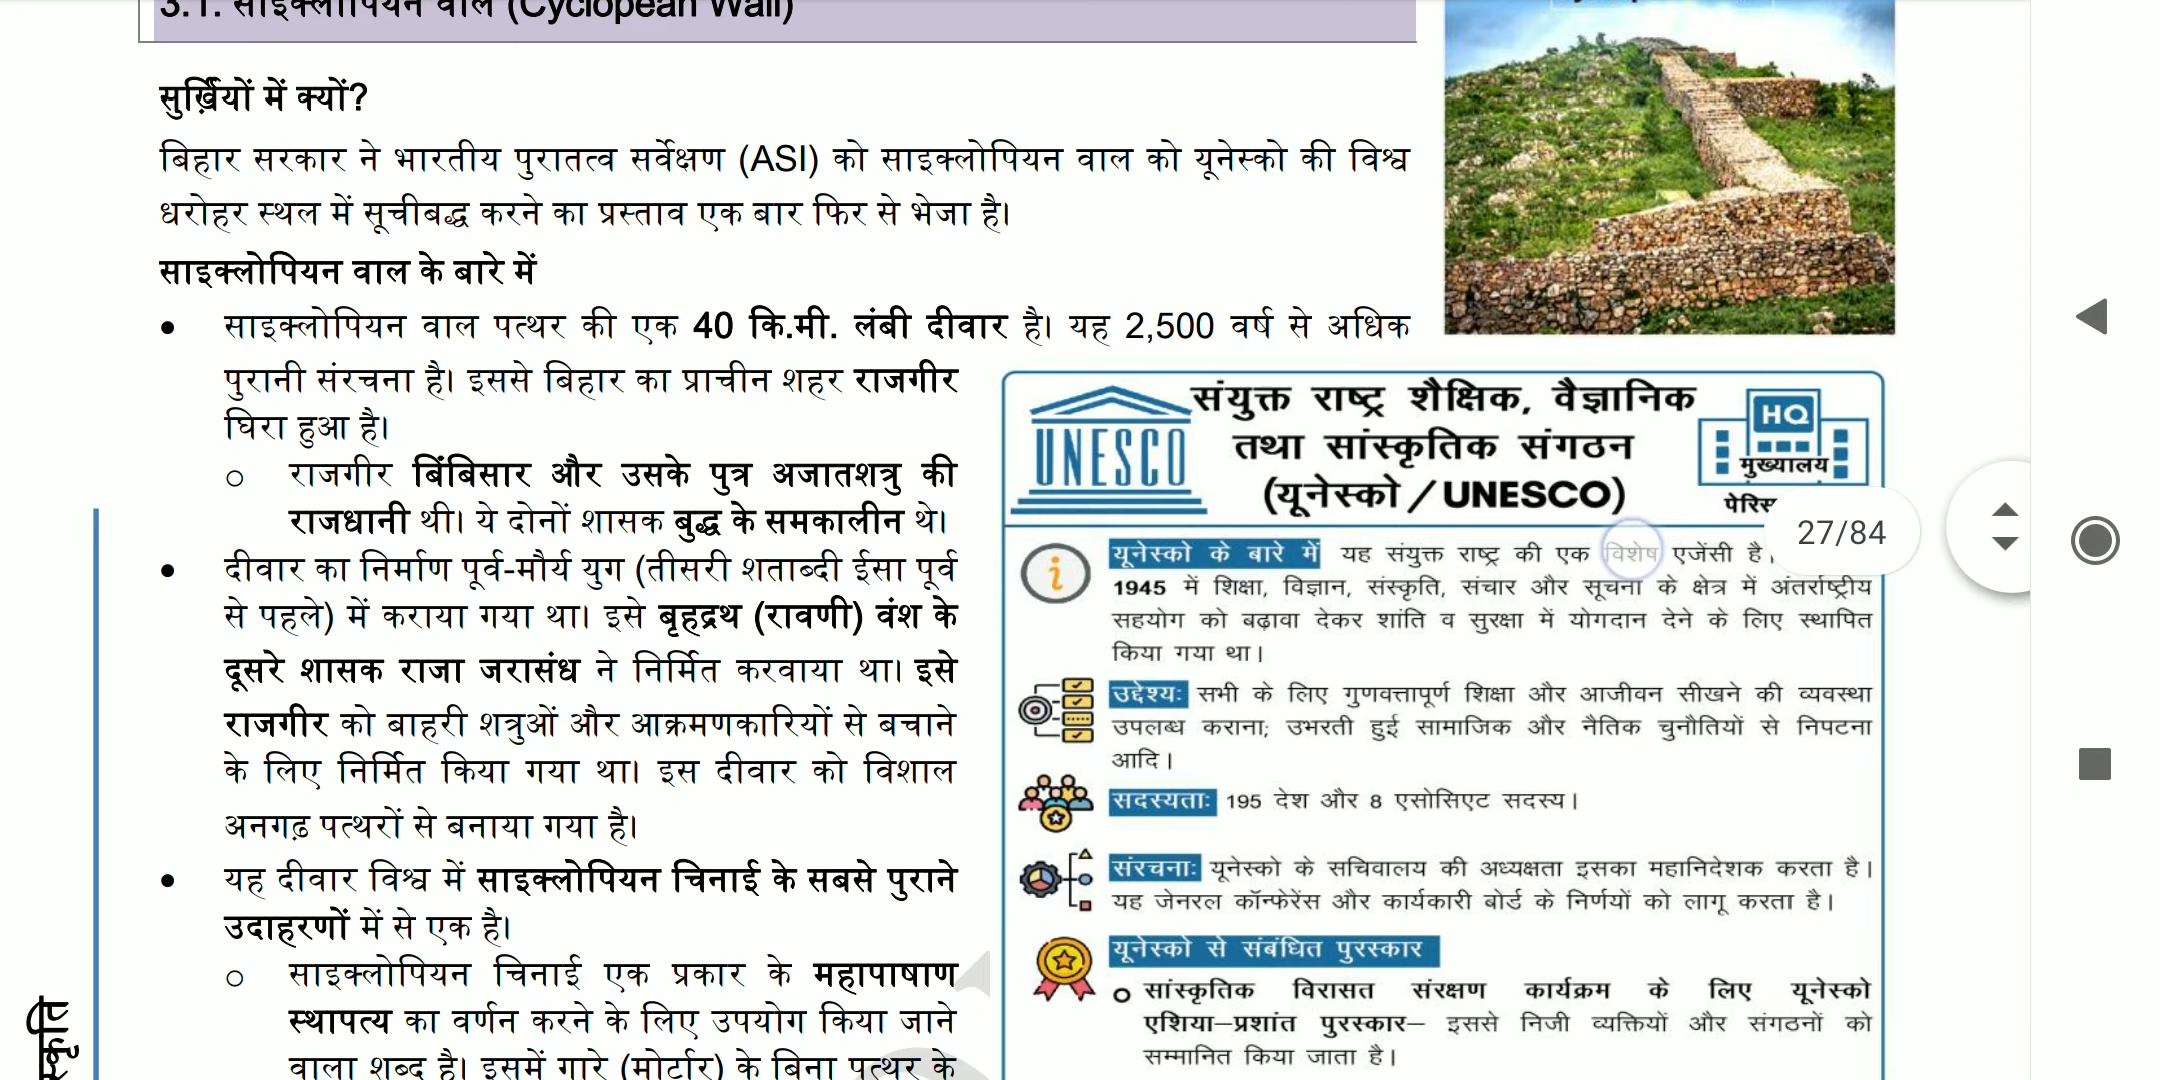 3.1. साइक्लोपियन वाल (Cyclopean Wall)
सुर्ख़ियों में क्यों?
बिहार सरकार ने भारतीय पुरातत्व सर्वेक्षण (ASI) को साइक्लोपियन वाल को यूनेस्को की विश्व
धरोहर स्थल में सूचीबद्ध करने का प्रस्ताव एक बार फिर से भेजा है।
साइक्लोपियन वाल के बारे में
● साइक्लोपियन वाल पत्थर की एक 40 कि.मी. लंबी दीवार है। यह 2,500 वर्ष से अधिक
पुरानी संरचना है। इससे बिहार का प्राचीन शहर राजगीर
घिरा हुआ है।
○ राजगीर बिंबिसार और उसके पुत्र अजातशत्रु की
राजधानी थी। ये दोनों शासक बुद्ध के समकालीन थे।
● दीवार का निर्माण पूर्व-मौर्य युग (तीसरी शताब्दी ईसा पूर्व
से पहले) में कराया गया था। इसे बृहद्रथ (रावणी) वंश के
दूसरे शासक राजा जरासंध ने निर्मित करवाया था। इसे
राजगीर को बाहरी शत्रुओं और आक्रमणकारियों से बचाने
के लिए निर्मित किया गया था। इस दीवार को विशाल
अनगढ़ पत्थरों से बनाया गया है।
● यह दीवार विश्व में साइक्लोपियन चिनाई के सबसे पुराने
उदाहरणों में से एक है।
○ साइक्लोपियन चिनाई एक प्रकार के महापाषाण
स्थापत्य का वर्णन करने के लिए उपयोग किया जाने
वाला शब्द है। इसमें गारे (मोर्टार) के बिना पत्थर के
UNESCO
संयुक्त राष्ट्र शैक्षिक, वैज्ञानिक
तथा सांस्कृतिक संगठन
(यूनेस्को / UNESCO)
HQ
मुख्यालय
27/84
यूनेस्को के बारे में यह संयुक्त राष्ट्र की एक विशेष एजेंसी है।
1945 में शिक्षा, विज्ञान, संस्कृति, संचार और सूचना के क्षेत्र में अंतर्राष्ट्रीय
सहयोग को बढ़ावा देकर शांति व सुरक्षा में योगदान देने के लिए स्थापित
किया गया था।
उद्देश्यः सभी के लिए गुणवत्तापूर्ण शिक्षा और आजीवन सीखने की व्यवस्था
उपलब्ध कराना; उभरती हुई सामाजिक और नैतिक चुनौतियों से निपटना
आदि।
सदस्यताः 195 देश और 8 एसोसिएट सदस्य।
संरचनाः यूनेस्को के सचिवालय की अध्यक्षता इसका महानिदेशक करता है।
यह जेनरल कॉन्फेरेंस और कार्यकारी बोर्ड के निर्णयों को लागू करता है।
यूनेस्को से संबंधित पुरस्कार
○ सांस्कृतिक विरासत संरक्षण कार्यक्रम के लिए यूनेस्को
एशिया–प्रशांत पुरस्कार– इससे निजी व्यक्तियों और संगठनों को
सम्मानित किया जाता है।